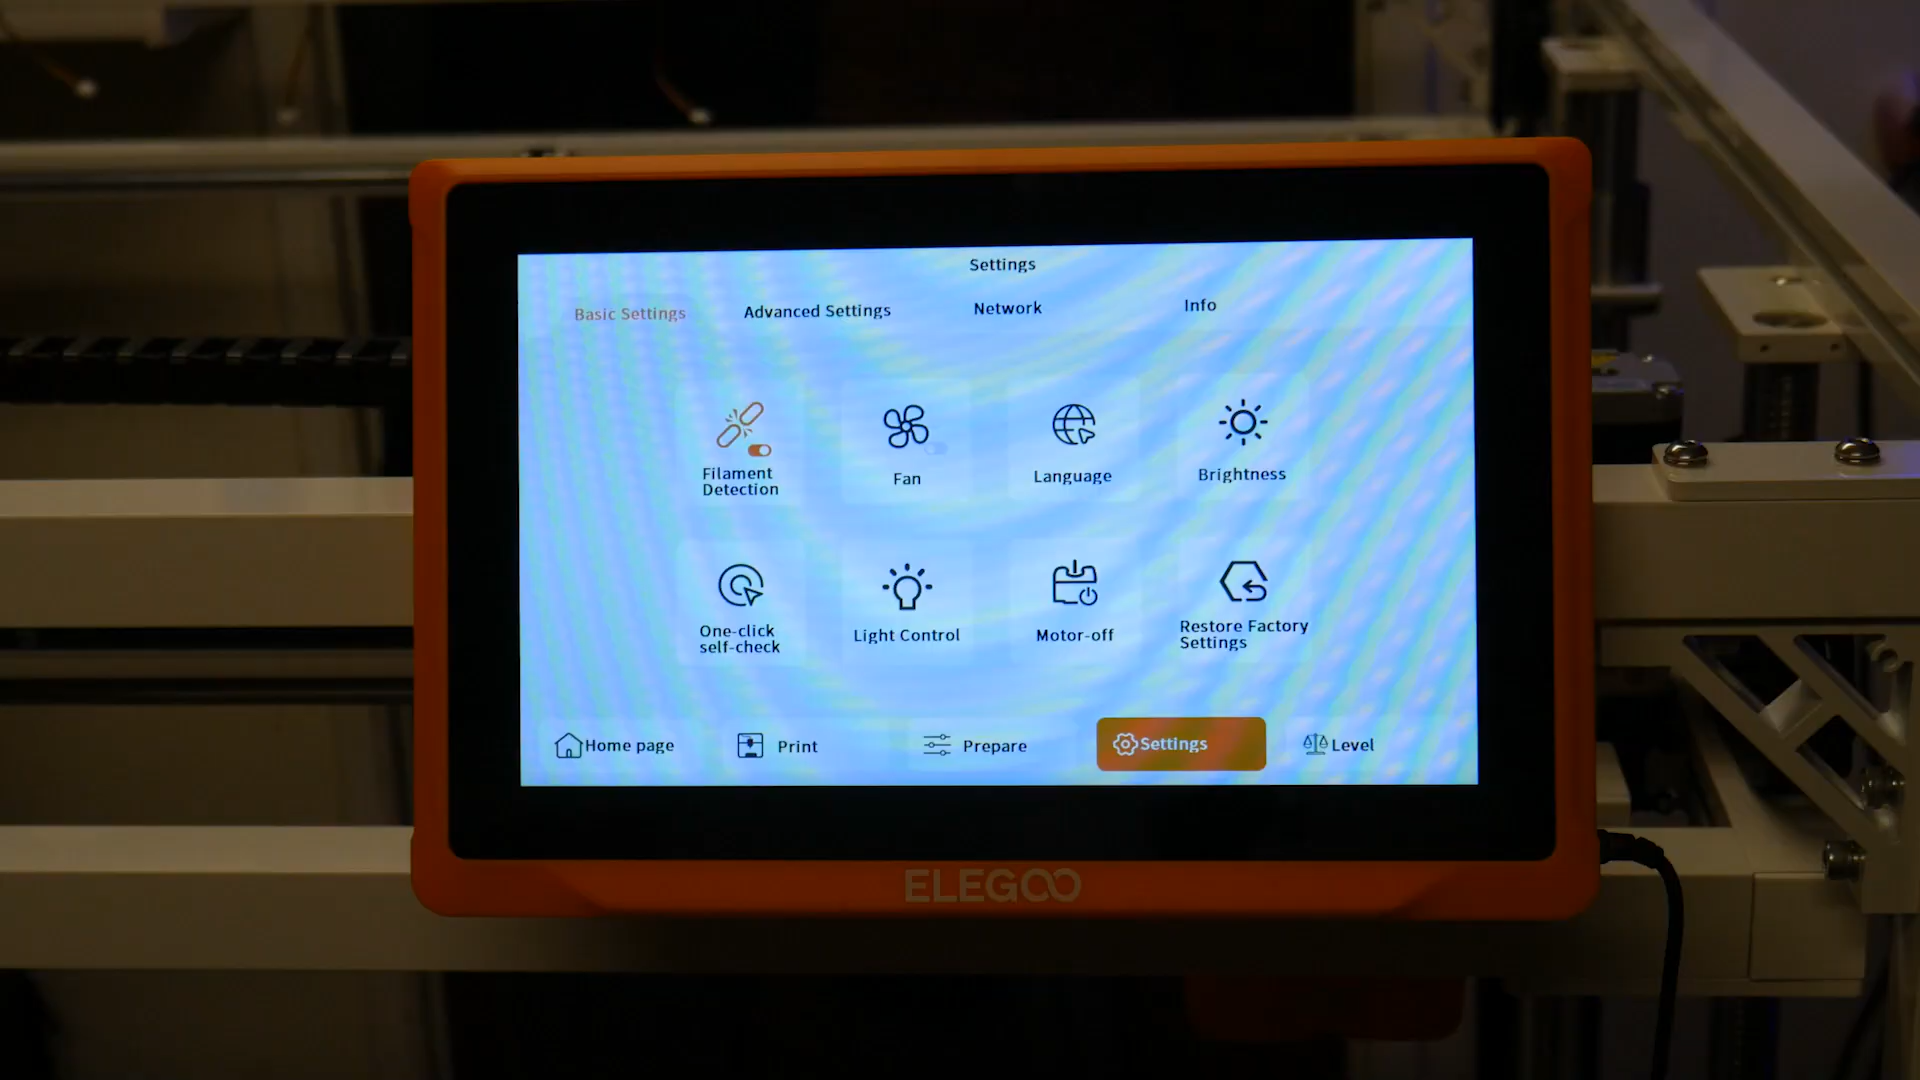 Settings
Basic Settings
Advanced Settings
Network
Info
Filament
Detection
Fan
Language
Brightness
One-click
self-check
Light Control
Motor-off
Restore Factory
Settings
Home page
Print
Prepare
Settings
Level
ELEGOO